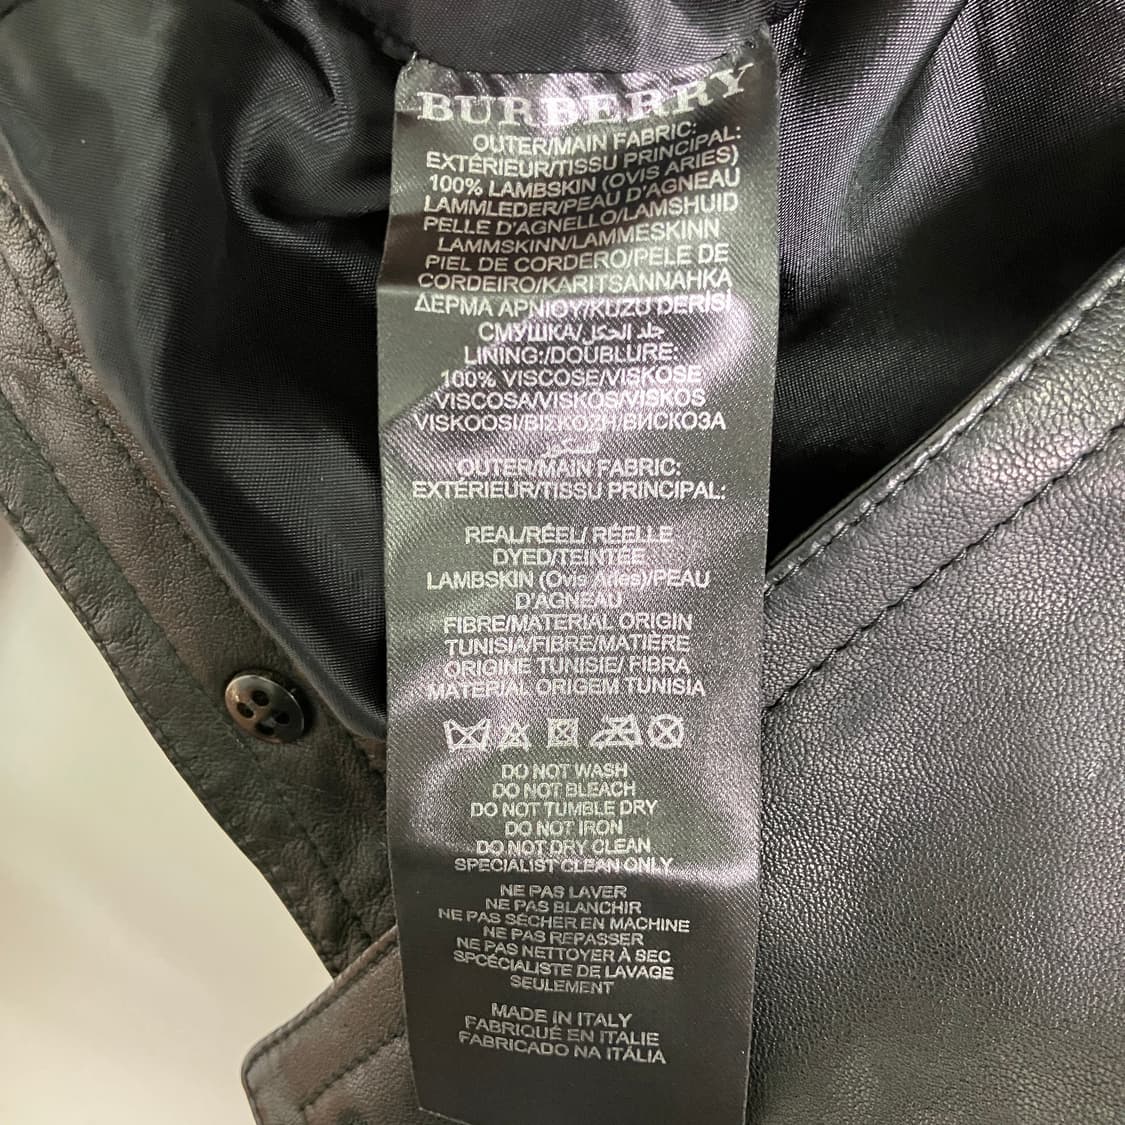 BURBERRY
OUTER/MAIN FABRIC:
EXTÉRIEUR/TISSU PRINCIPAL:
100% LAMBSKIN (OVIS ARIES)
LAMMLEDER/PEAU D'AGNEAU
PELLE D'AGNELLO/LAMSHUID
LAMMSKINN/LAMMESKINN
PIEL DE CORDERO/PELE DE
CORDEIRO/KARITSANNAHKA
ΔΕΡΜΑ ΑΡΝΙΟΥ/KUZU DERISI
СМУШКА/جلد الحكل
LINING:/DOUBLURE:
100% VISCOSE/VISKOSE
VISCOSA/VISKOS/VISKOS
VISKOOSI/ΒΙΣΚΟΖΗ/ВИСКОЗА
OUTER/MAIN FABRIC:
EXTÉRIEUR/TISSU PRINCIPAL:
REAL/RÉEL/ RÉELLE
DYED/TEINTÉE
LAMBSKIN (Ovis Aries)/PEAU
D'AGNEAU
FIBRE/MATERIAL ORIGIN
TUNISIA/FIBRE/MATIÈRE
ORIGINE TUNISIE/ FIBRA
MATERIAL ORIGEM TUNISIA
DO NOT WASH
DO NOT BLEACH
DO NOT TUMBLE DRY
DO NOT IRON
DO NOT DRY CLEAN
SPECIALIST CLEAN ONLY
NE PAS LAVER
NE PAS BLANCHIR
NE PAS SÉCHER EN MACHINE
NE PAS REPASSER
NE PAS NETTOYER À SEC
SPCÉCIALISTE DE LAVAGE
SEULEMENT
MADE IN ITALY
FABRIQUÉ EN ITALIE
FABRICADO NA ITÁLIA